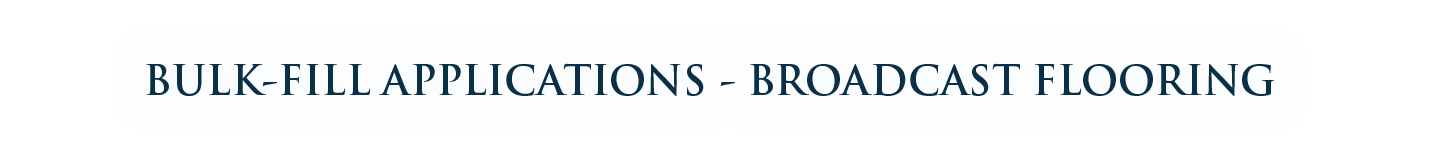 BULK-FILL APPLICATIONS - BROADCAST FLOORING